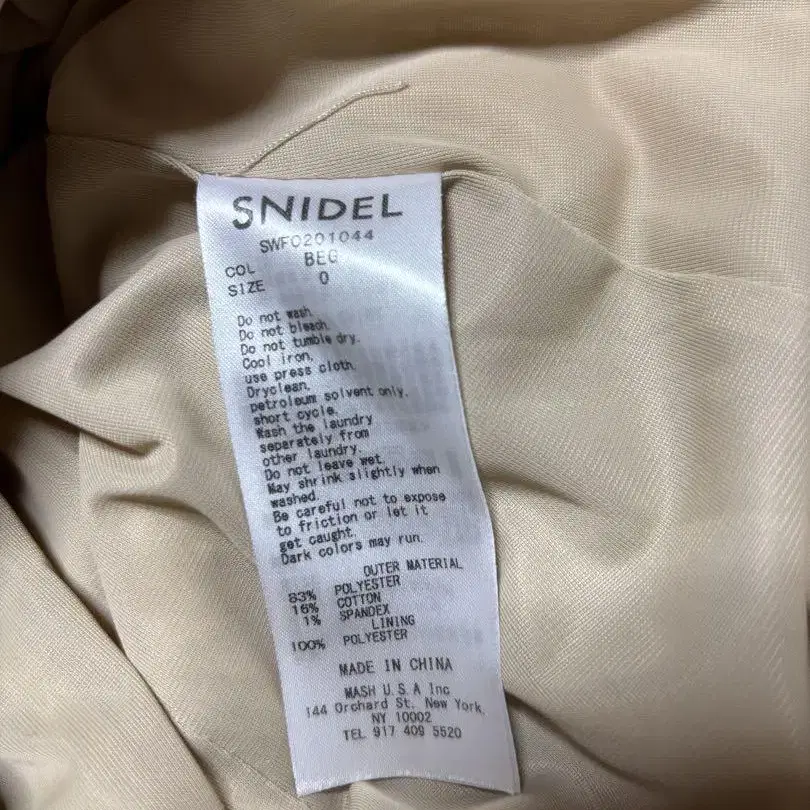 SNIDEL
SWFO201044
COL BEG
SIZE 0
Do not wash.
Do not bleach.
Do not tumble dry.
Cool iron,
use press cloth.
Dryclean.
petroleum solvent only,
short cycle.
Wash the laundry
separately from
other laundry.
Do not leave wet.
May shrink slightly when
washed.
Be careful not to expose
to friction or let it
get caught.
Dark colors may run.
OUTER MATERIAL
83% POLYESTER
16% COTTON
1% SPANDEX
LINING
100% POLYESTER
MADE IN CHINA
MASH U.S.A Inc
144 Orchard St. New York,
NY 10002
TEL 917 409 5520